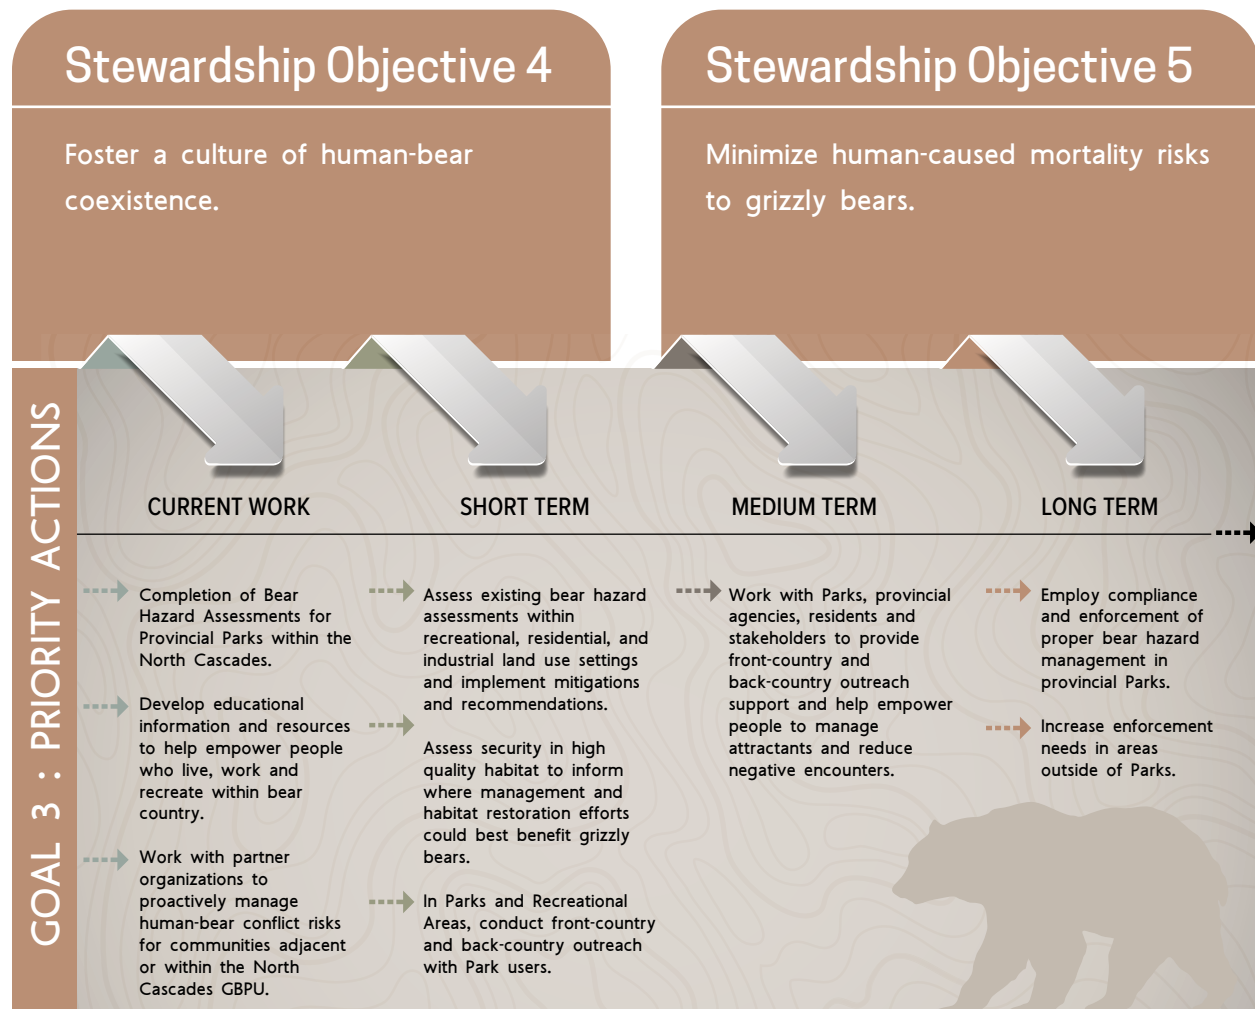 Stewardship Objective 4
Foster a culture of human-bear
coexistence.
Stewardship Objective 5
Minimize human-caused mortality risks
to grizzly bears.
GOAL 3 : PRIORITY ACTIONS
CURRENT WORK
Completion of Bear
Hazard Assessments for
Provincial Parks within the
North Cascades.
Develop educational
information and resources
to help empower people
who live, work and
recreate within bear
country.
Work with partner
organizations to
proactively manage
human-bear conflict risks
for communities adjacent
or within the North
Cascades GBPU.
SHORT TERM
Assess existing bear hazard
assessments within
recreational, residential, and
industrial land use settings
and implement mitigations
and recommendations.
Assess security in high
quality habitat to inform
where management and
habitat restoration efforts
could best benefit grizzly
bears.
In Parks and Recreational
Areas, conduct front-country
and back-country outreach
with Park users.
MEDIUM TERM
Work with Parks, provincial
agencies, residents and
stakeholders to provide
front-country and
back-country outreach
support and help empower
people to manage
attractants and reduce
negative encounters.
LONG TERM
Employ compliance
and enforcement of
proper bear hazard
management in
provincial Parks.
Increase enforcement
needs in areas
outside of Parks.